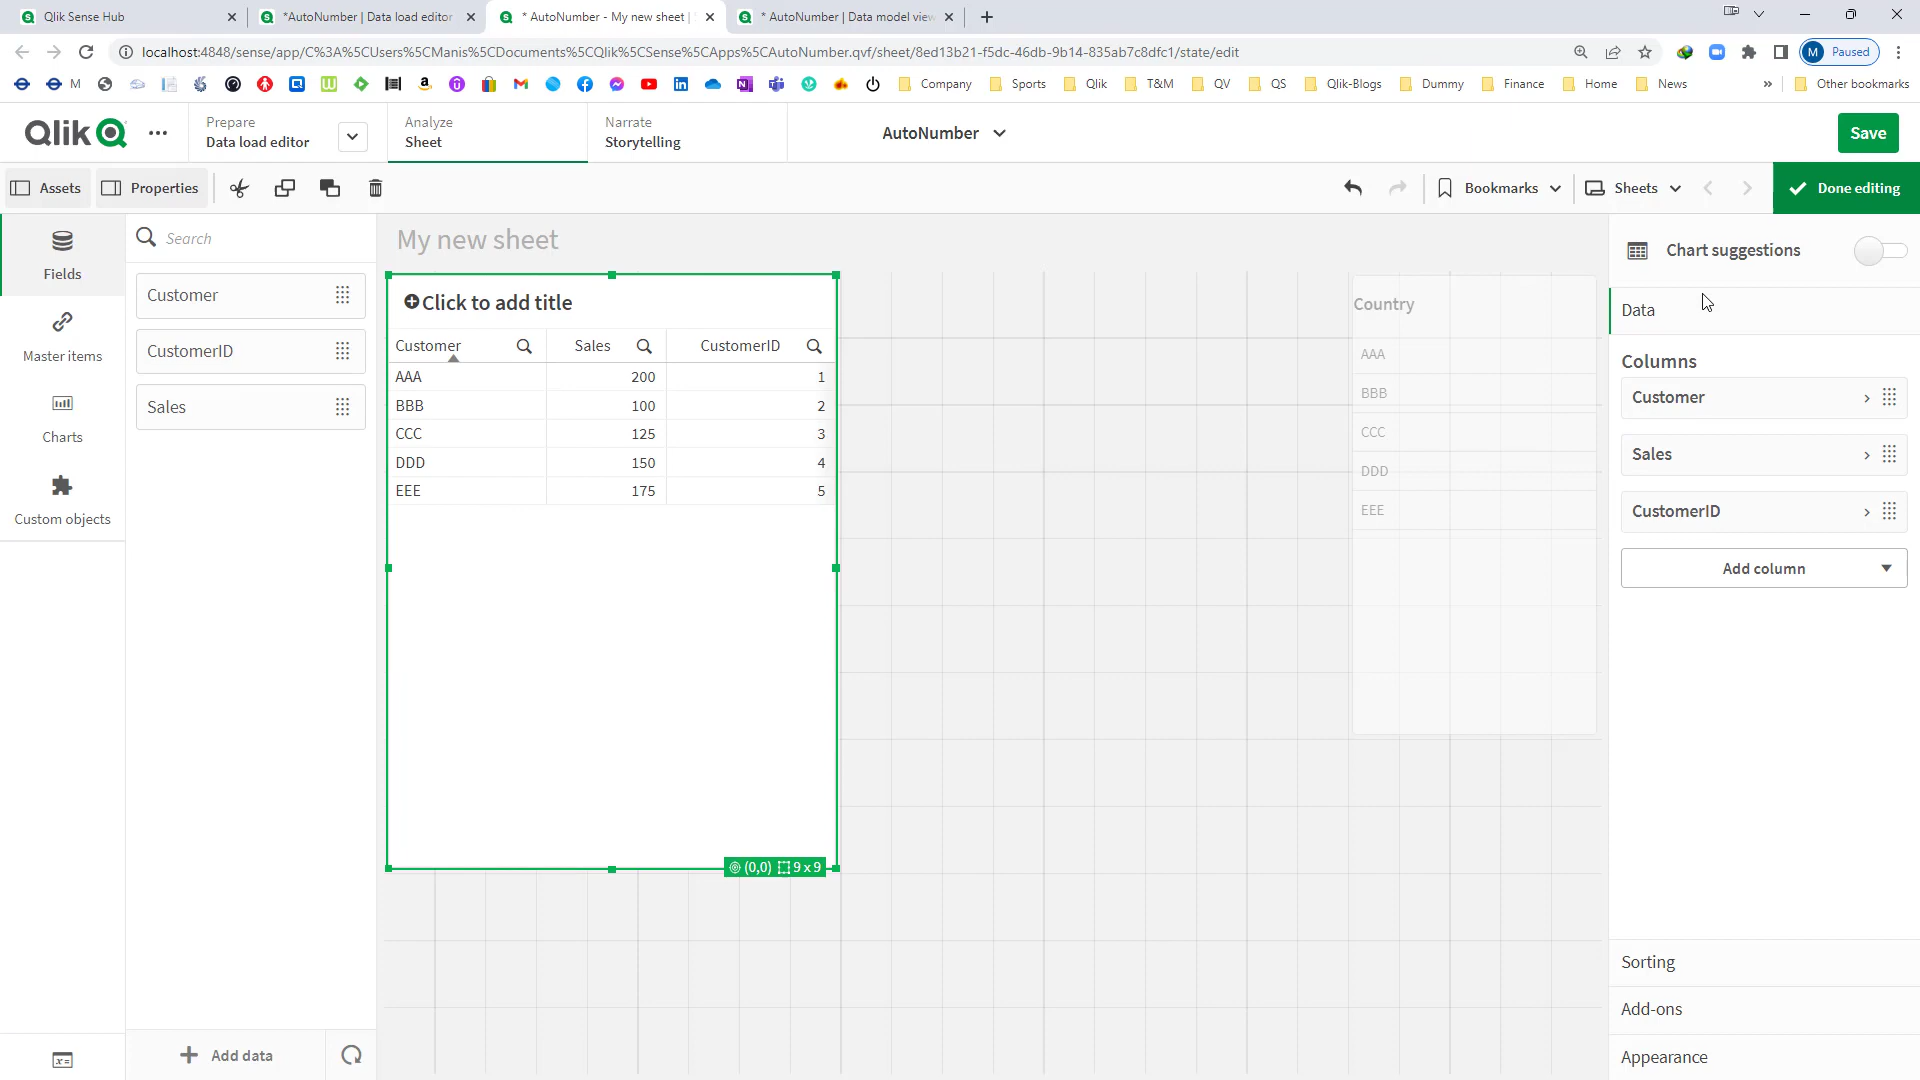 Qlik Sense Hub
*AutoNumber | Data load editor
* AutoNumber - My new sheet |
* AutoNumber | Data model view
localhost:4848/sense/app/C%3A%5CUsers%5CManis%5CDocuments%5CQlik%5CSense%5CApps%5CAutoNumber.qvf/sheet/8ed13b21-f5dc-46db-9b14-835ab7c8dfc1/state/edit
M
Paused
M
Company
Sports
Qlik
T&M
QV
QS
Qlik-Blogs
Dummy
Finance
Home
News
»
Other bookmarks
Qlik
Prepare
Data load editor
Analyze
Sheet
Narrate
Storytelling
AutoNumber
Save
Assets
Properties
Bookmarks
Sheets
Done editing
Fields
Master items
Charts
Custom objects
Search
Customer
CustomerID
Sales
Add data
My new sheet
Click to add title
Customer Sales CustomerID
AAA 200 1
BBB 100 2
CCC 125 3
DDD 150 4
EEE 175 5
(0,0) 9 x 9
Country
AAA
BBB
CCC
DDD
EEE
Chart suggestions
Data
Columns
Customer
Sales
CustomerID
Add column
Sorting
Add-ons
Appearance